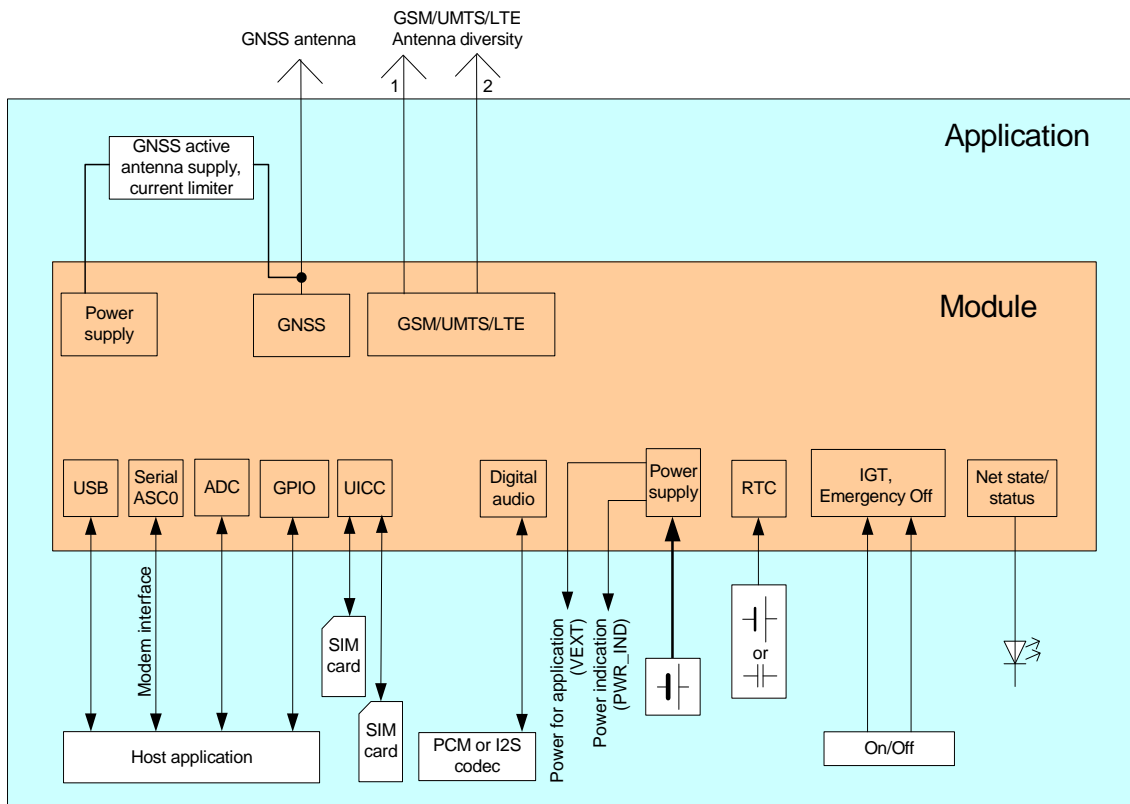 GNSS antenna
GSM/UMTS/LTE
Antenna diversity
1
2
Application
GNSS active
antenna supply,
current limiter
Module
Power
supply
GNSS
GSM/UMTS/LTE
USB
Serial
ASC0
ADC
GPIO
UICC
Digital
audio
Power
supply
RTC
IGT,
Emergency Off
Net state/
status
Modem interface
SIM
card
SIM
card
Power for application
(VEXT)
Power indication
(PWR_IND)
or
Host application
PCM or I2S
codec
On/Off